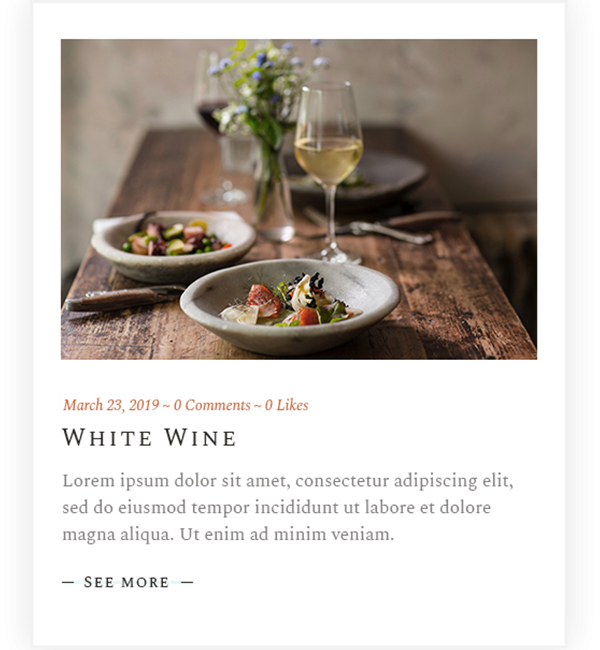 March 23, 2019 ~ 0 Comments ~ 0 Likes
White Wine
Lorem ipsum dolor sit amet, consectetur adipiscing elit,
sed do eiusmod tempor incididunt ut labore et dolore
magna aliqua. Ut enim ad minim veniam.
— See more —